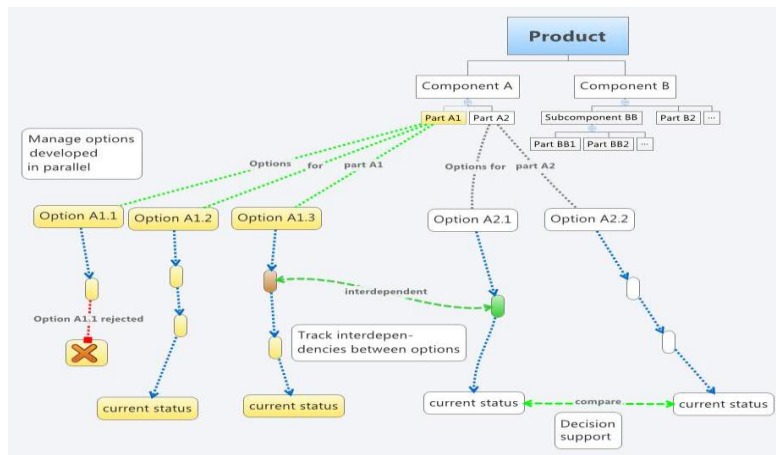 Product
Component A
Component B
Part A1
Part A2
Subcomponent BB
Part B2
...
Part BB1
Part BB2
...
Manage options
developed
in parallel
Options for part A1
Options for part A2
Option A1.1
Option A1.2
Option A1.3
Option A2.1
Option A2.2
interdependent
Option A1.1 rejected
Track interdepen-
dencies between options
current status
current status
current status
compare
current status
Decision
support